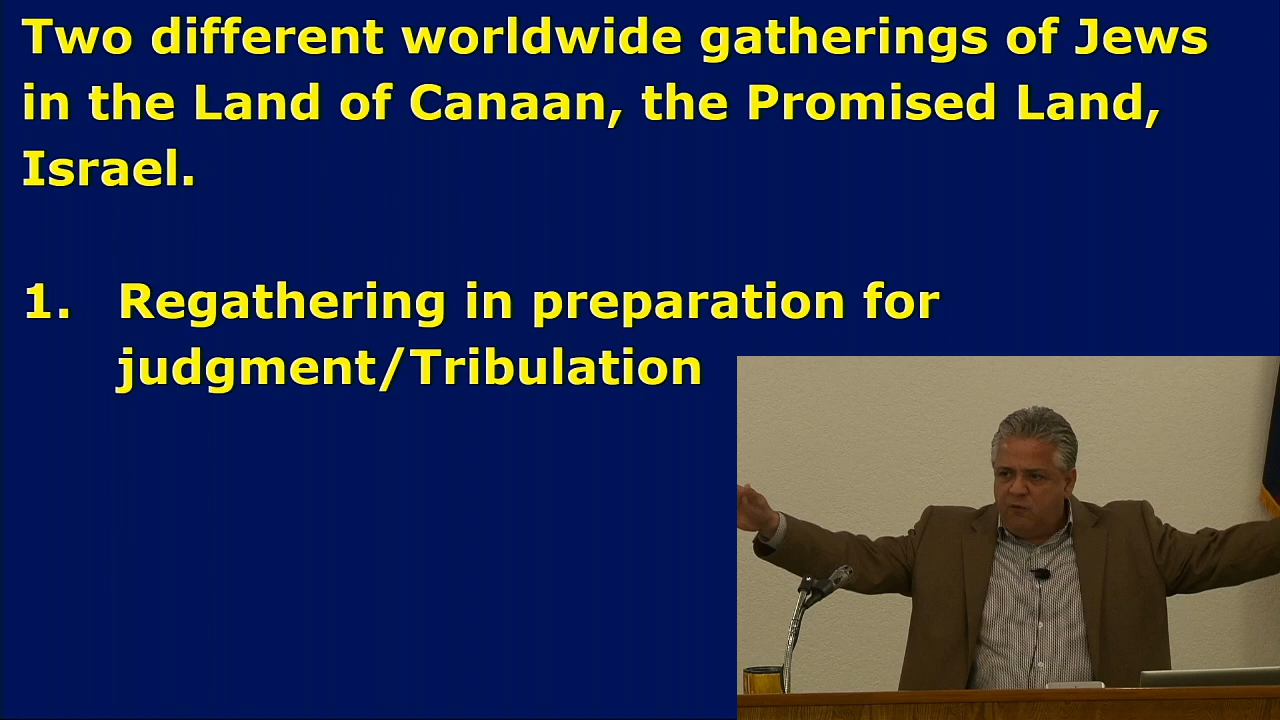 Two different worldwide gatherings of Jews
in the Land of Canaan, the Promised Land,
Israel.
1. Regathering in preparation for
judgment/Tribulation